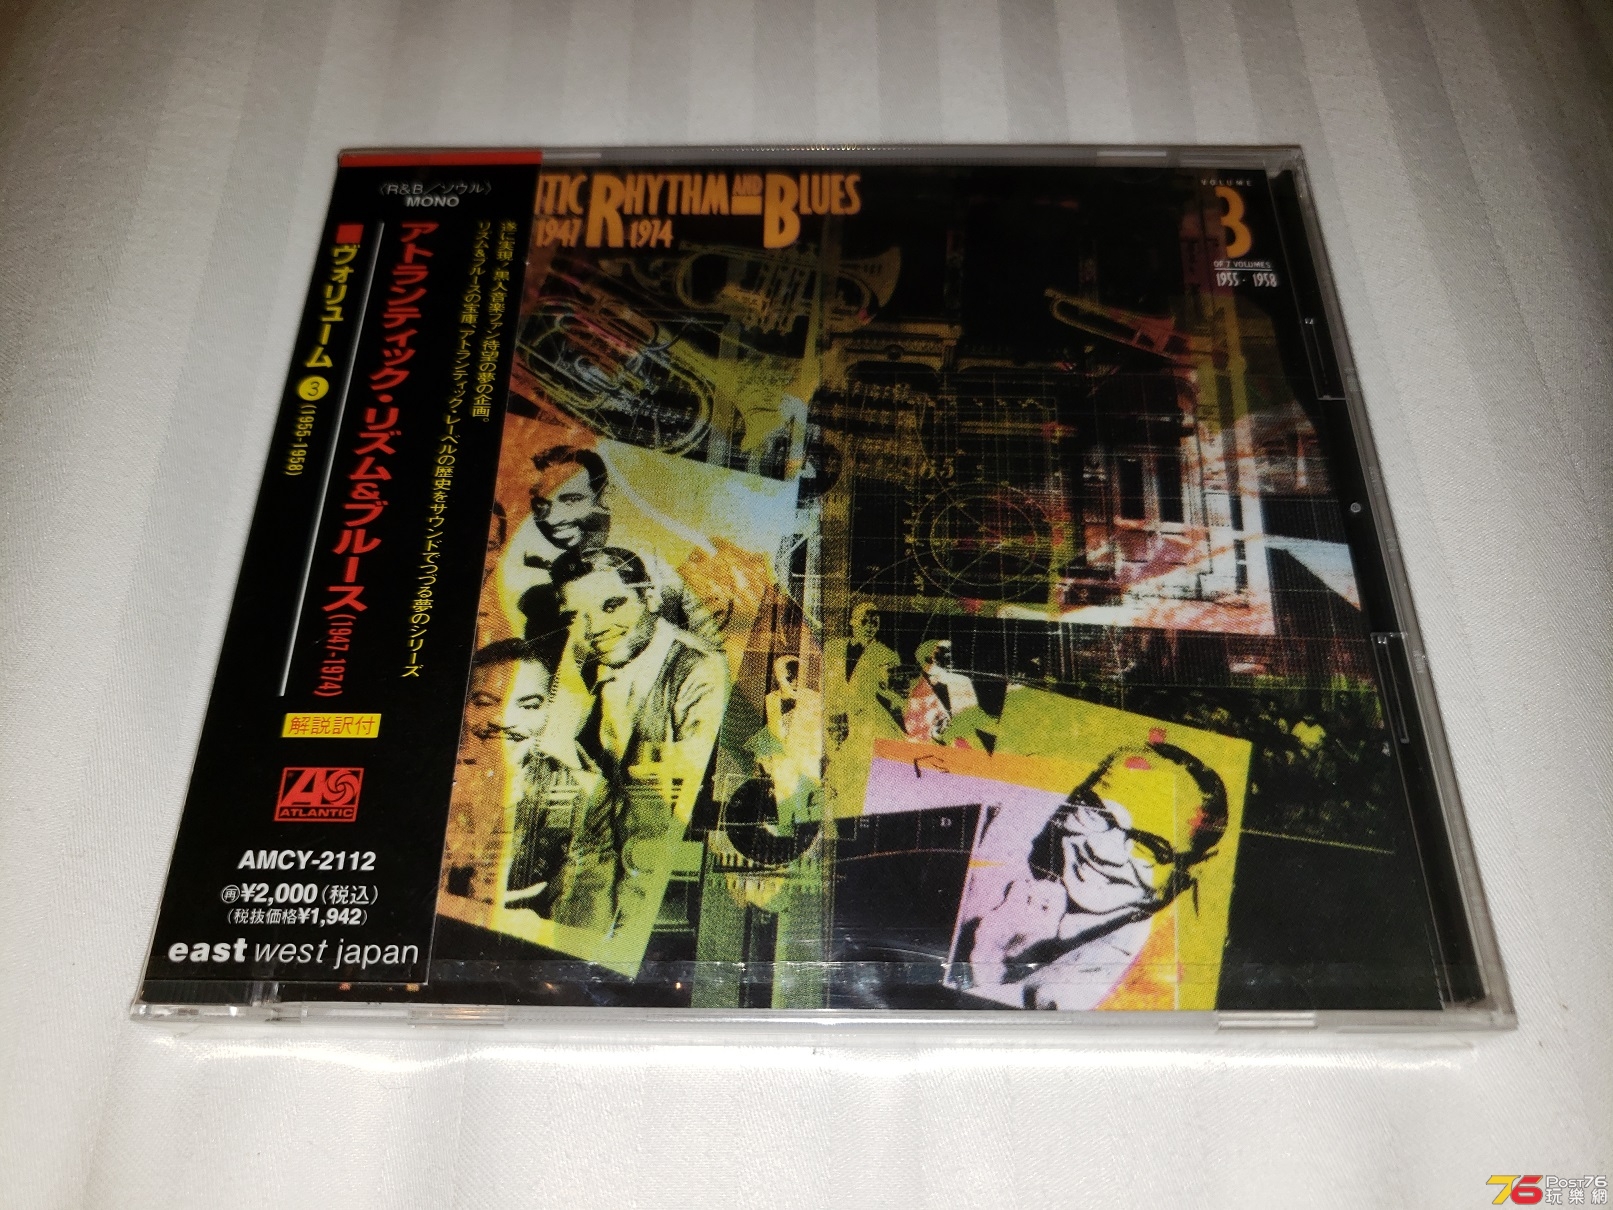 〈R&B／ソウル〉
MONO
遂に実現！黒人音楽ファン待望の夢の企画。
リズム&ブルースの宝庫、アトランティック・レーベルの歴史をサウンドでつづる夢のシリーズ
アトランティック・リズム&ブルース(1947-1974)
■ヴォリューム③(1955-1958)
解説訳付
ATLANTIC
AMCY-2112
㊢¥2,000(税込)
(税抜価格¥1,942)
east west japan
TIC RHYTHM AND BLUES
1947 1974
VOLUME
3
OF 7 VOLUMES
1955 - 1958
65
76 POST76
玩樂網